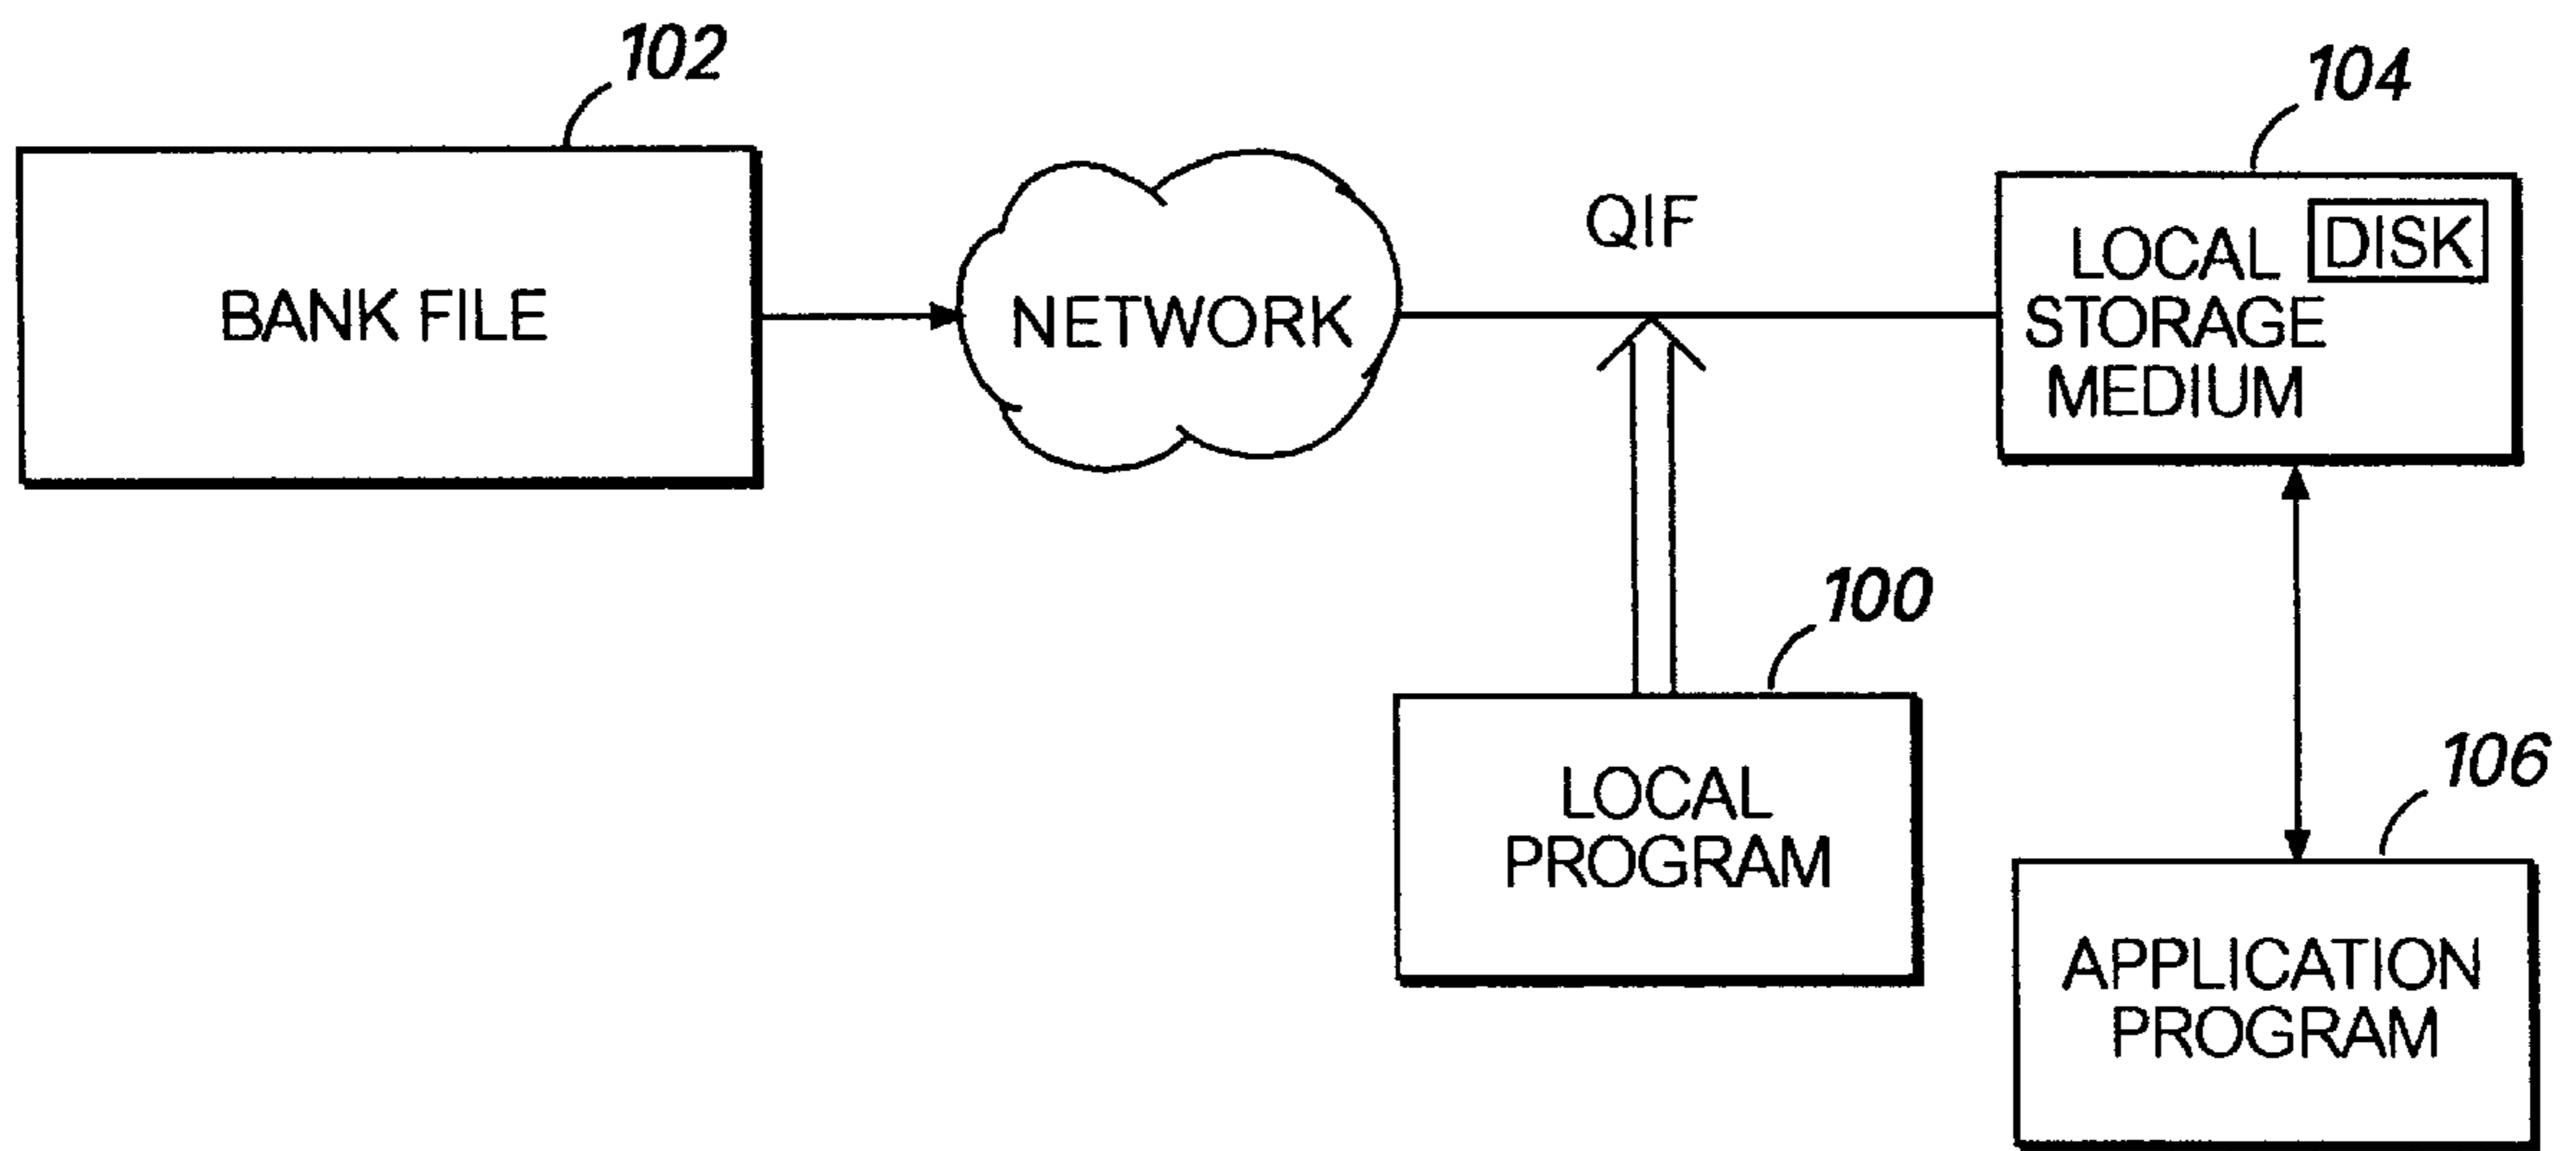 102
104
BANK FILE
NETWORK
QIF
LOCAL
DISK
STORAGE
MEDIUM
100
LOCAL
PROGRAM
106
APPLICATION
PROGRAM